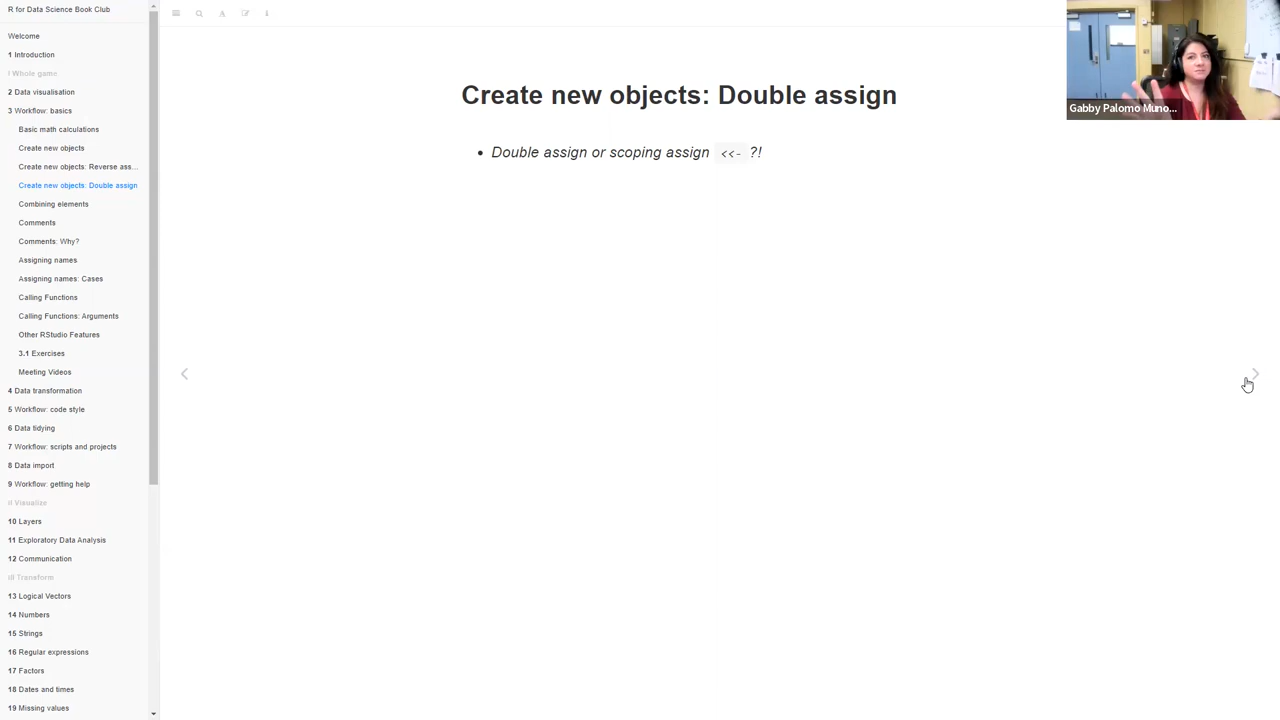 R for Data Science Book Club
Welcome
1 Introduction
I Whole game
2 Data visualisation
3 Workflow: basics
Basic math calculations
Create new objects
Create new objects: Reverse ass...
Create new objects: Double assign
Combining elements
Comments
Comments: Why?
Assigning names
Assigning names: Cases
Calling Functions
Calling Functions: Arguments
Other RStudio Features
3.1 Exercises
Meeting Videos
4 Data transformation
5 Workflow: code style
6 Data tidying
7 Workflow: scripts and projects
8 Data import
9 Workflow: getting help
II Visualize
10 Layers
11 Exploratory Data Analysis
12 Communication
III Transform
13 Logical Vectors
14 Numbers
15 Strings
16 Regular expressions
17 Factors
18 Dates and times
19 Missing values
Create new objects: Double assign
• Double assign or scoping assign <<- ?!
Gabby Palomo Muno...